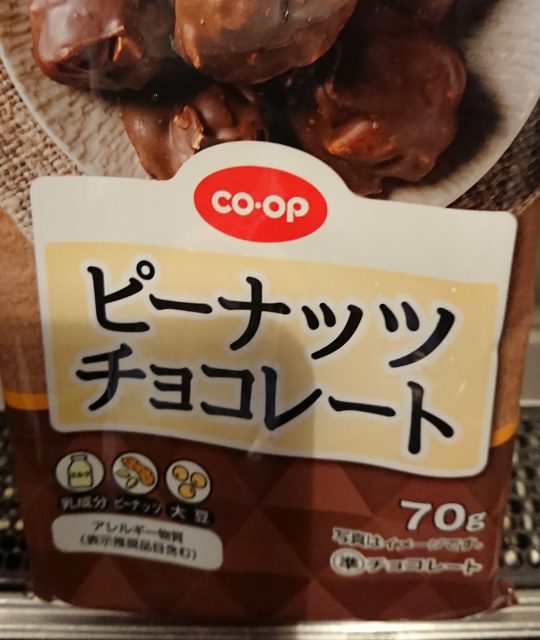 CO·OP
ピーナッツ
チョコレート
乳成分 ピーナッツ 大豆
アレルギー物質
(表示推奨品目含む)
70g
写真はイメージです。
準チョコレート